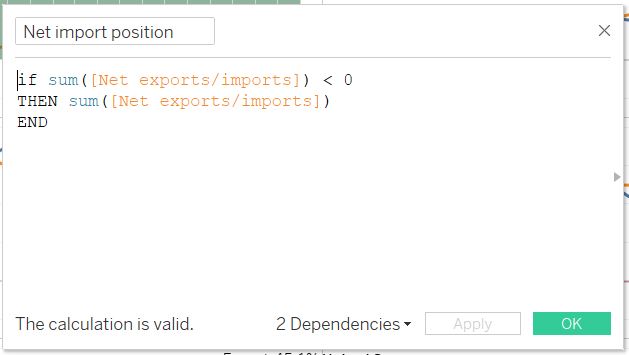 Net import position
if sum([Net exports/imports]) < 0
THEN sum([Net exports/imports])
END
The calculation is valid.
2 Dependencies
Apply
OK